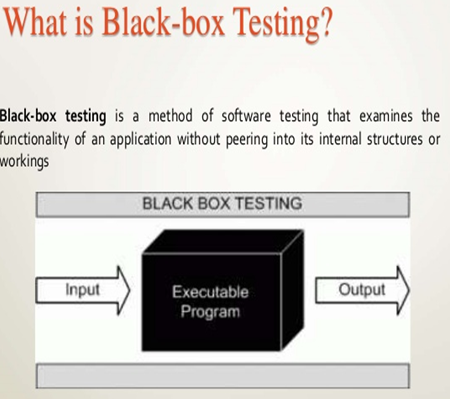 What is Black-box Testing?
Black-box testing is a method of software testing that examines the
functionality of an application without peering into its internal structures or
workings
BLACK BOX TESTING
Input
Executable
Program
Output